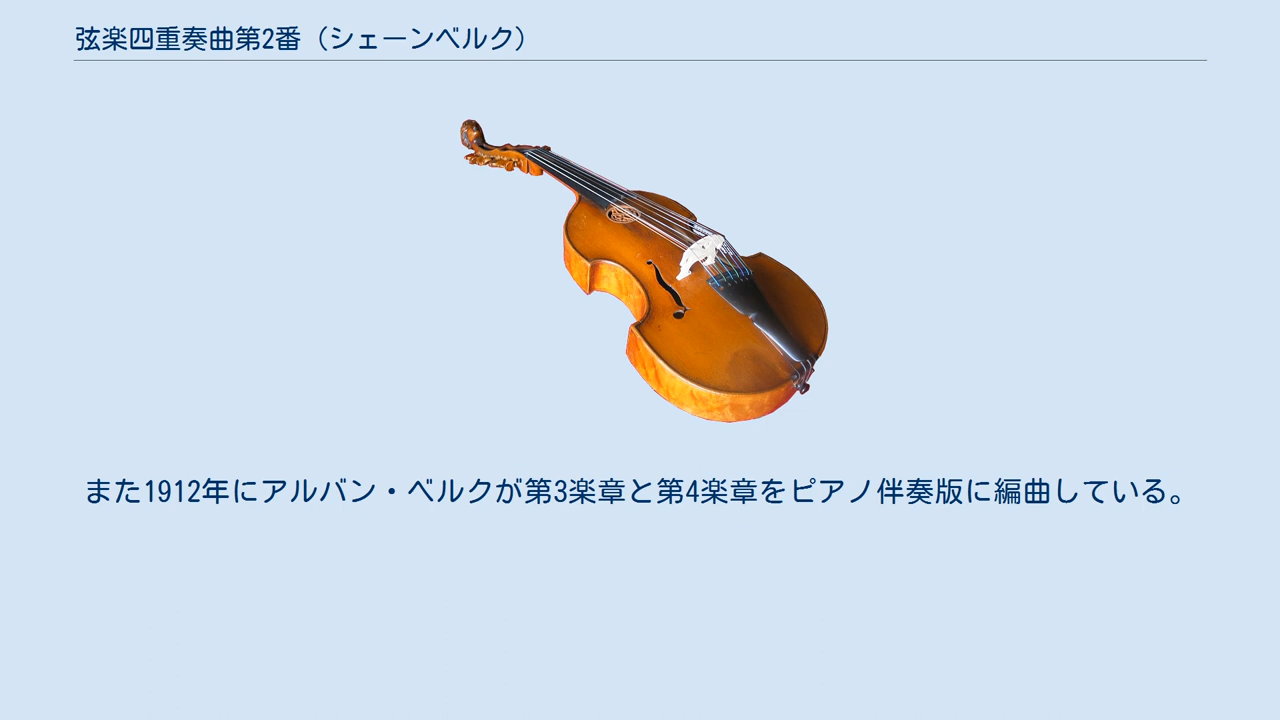 弦楽四重奏曲第2番（シェーンベルク）
また1912年にアルバン・ベルクが第3楽章と第4楽章をピアノ伴奏版に編曲している。